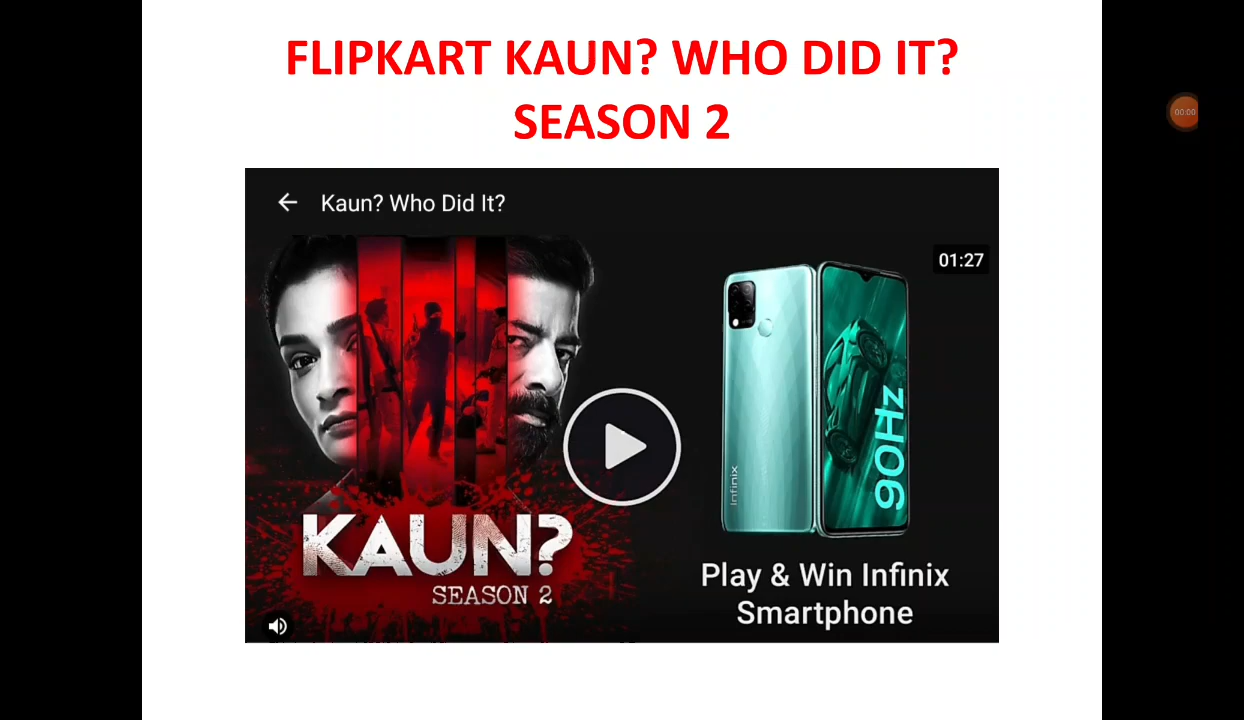 FLIPKART KAUN? WHO DID IT?
SEASON 2
00:00
Kaun? Who Did It?
01:27
Infinix
90Hz
KAUN?
SEASON 2
Play & Win Infinix
Smartphone